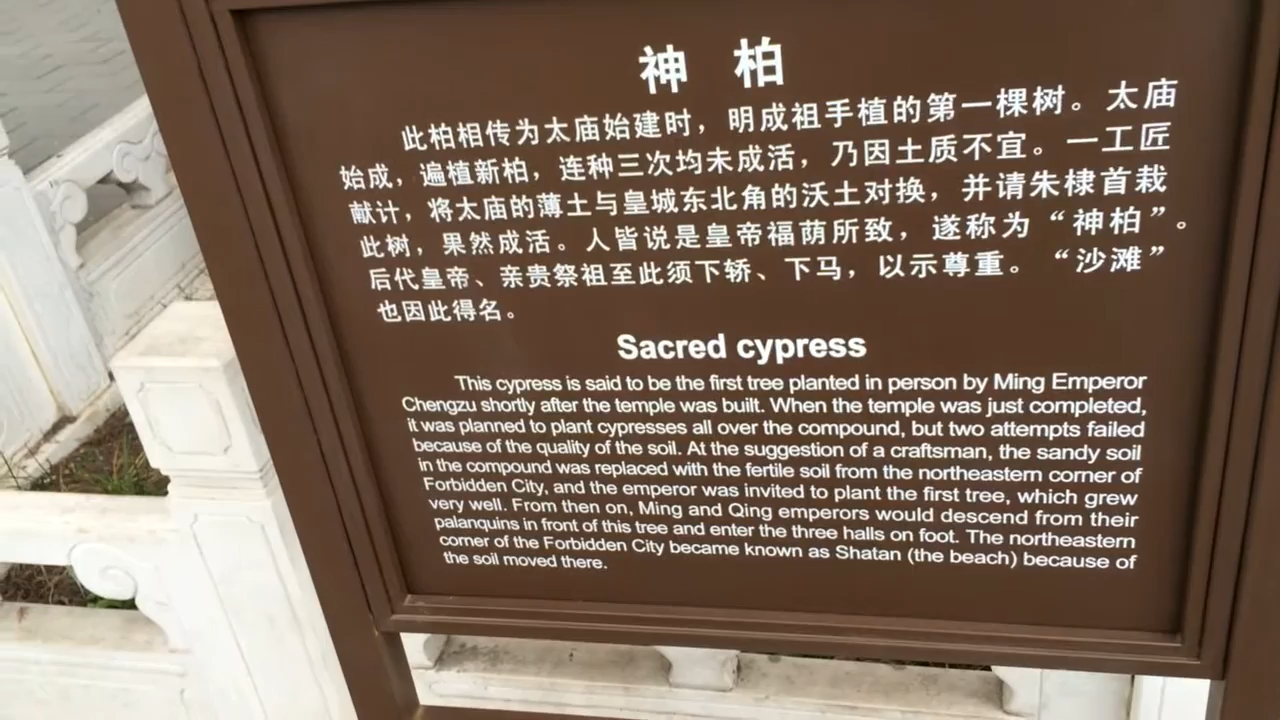 神 柏
此柏相传为太庙始建时，明成祖手植的第一棵树。太庙
始成，遍植新柏，连种三次均未成活，乃因土质不宜。一工匠
献计，将太庙的薄土与皇城东北角的沃土对换，并请朱棣首栽
此树，果然成活。人皆说是皇帝福荫所致，遂称为“神柏”。
后代皇帝、亲贵祭祖至此须下轿、下马，以示尊重。“沙滩”
也因此得名。
Sacred cypress
This cypress is said to be the first tree planted in person by Ming Emperor
Chengzu shortly after the temple was built. When the temple was just completed,
it was planned to plant cypresses all over the compound, but two attempts failed
because of the quality of the soil. At the suggestion of a craftsman, the sandy soil
in the compound was replaced with the fertile soil from the northeastern corner of
Forbidden City, and the emperor was invited to plant the first tree, which grew
very well. From then on, Ming and Qing emperors would descend from their
palanquins in front of this tree and enter the three halls on foot. The northeastern
corner of the Forbidden City became known as Shatan (the beach) because of
the soil moved there.